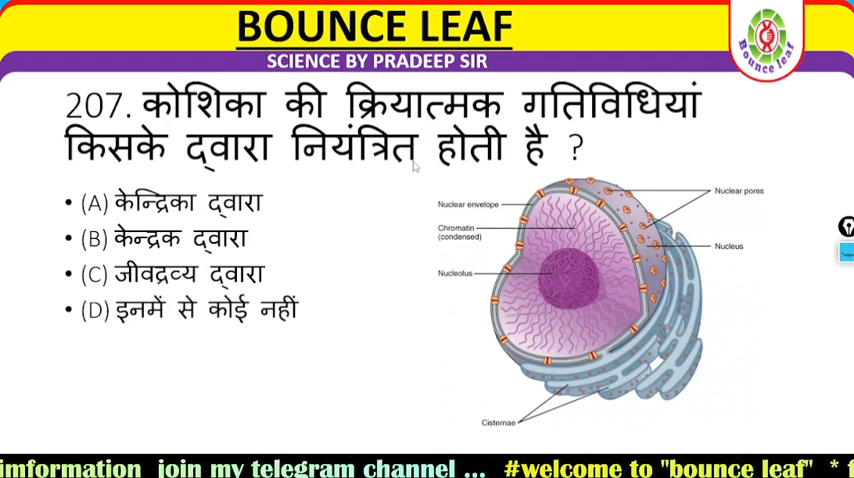 BOUNCE LEAF
SCIENCE BY PRADEEP SIR
Bounce leaf
207. कोशिका की क्रियात्मक गतिविधियां
किसके द्वारा नियंत्रित होती है ?
• (A) केन्द्रिका द्वारा
• (B) केन्द्रक द्वारा
• (C) जीवद्रव्य द्वारा
• (D) इनमें से कोई नहीं
Nuclear pores
Nuclear envelope
Chromatin
(condensed)
Nucleus
Nucleolus
Cisternae
imformation join my telegram channel ... #welcome to "bounce leaf" *